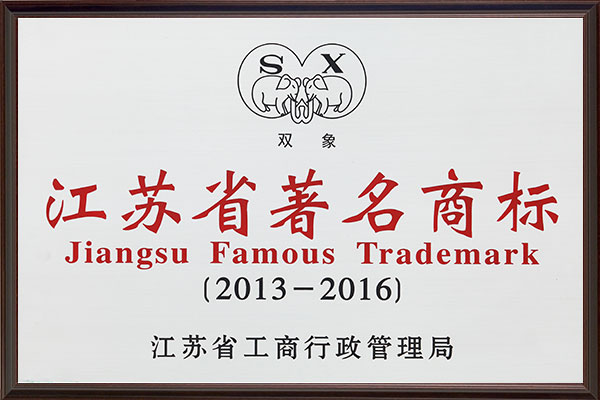 S X
双 象
江苏省著名商标
Jiangsu Famous Trademark
(2013-2016)
江苏省工商行政管理局